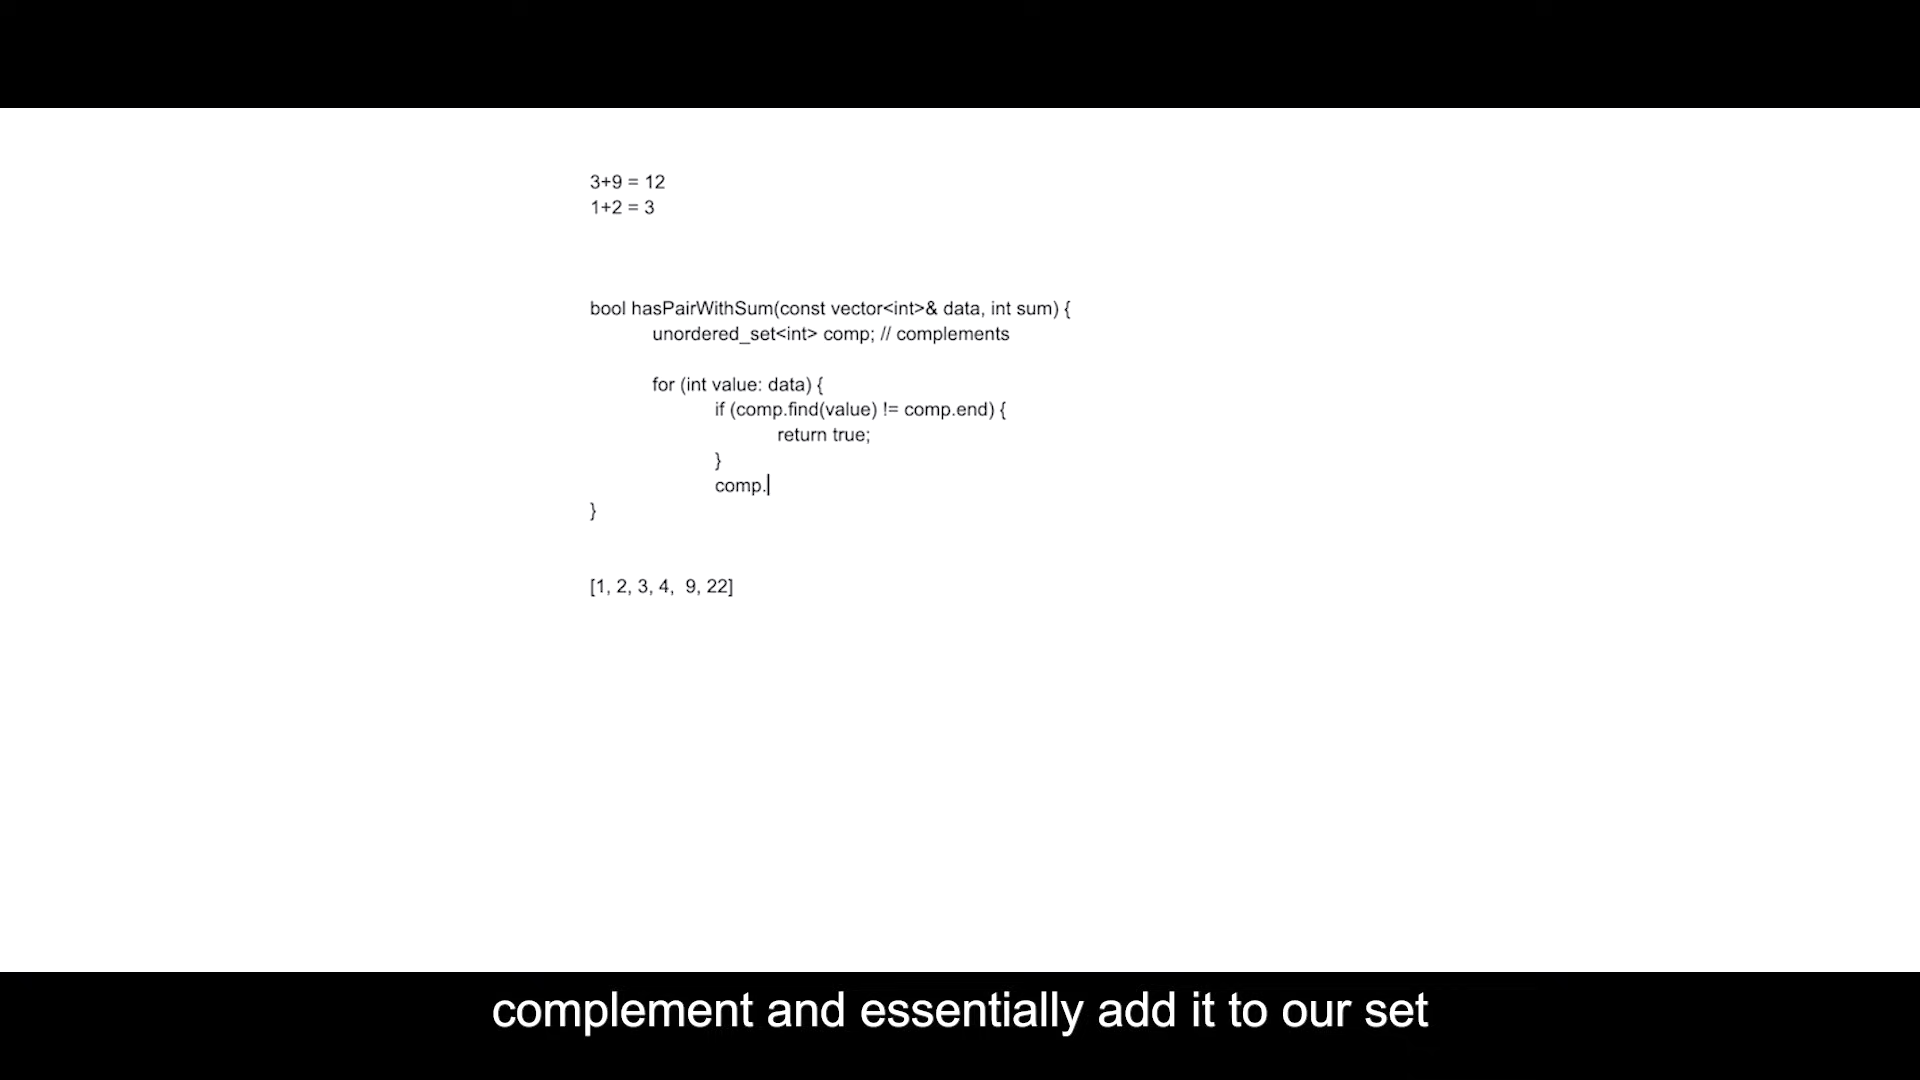 3+9 = 12
1+2 = 3
bool hasPairWithSum(const vector<int>& data, int sum) {
unordered_set<int> comp; // complements
for (int value: data) {
if (comp.find(value) != comp.end) {
return true;
}
comp.
}
[1, 2, 3, 4,  9, 22]
complement and essentially add it to our set